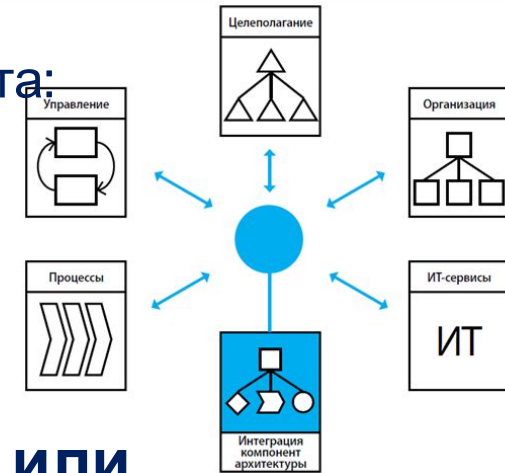 Целеполагание
та:
Управление
Организация
Процессы
ИТ-сервисы
ИТ
Интеграция
компонент
архитектуры
или